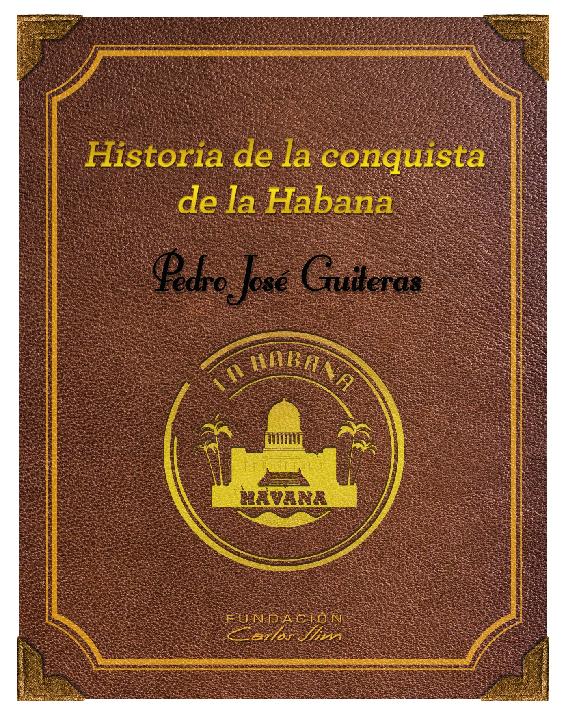 Historia de la conquista
de la Habana
Pedro José Guiteras
LA HABANA
HAVANA
FUNDACIÓN
Carlos Slim